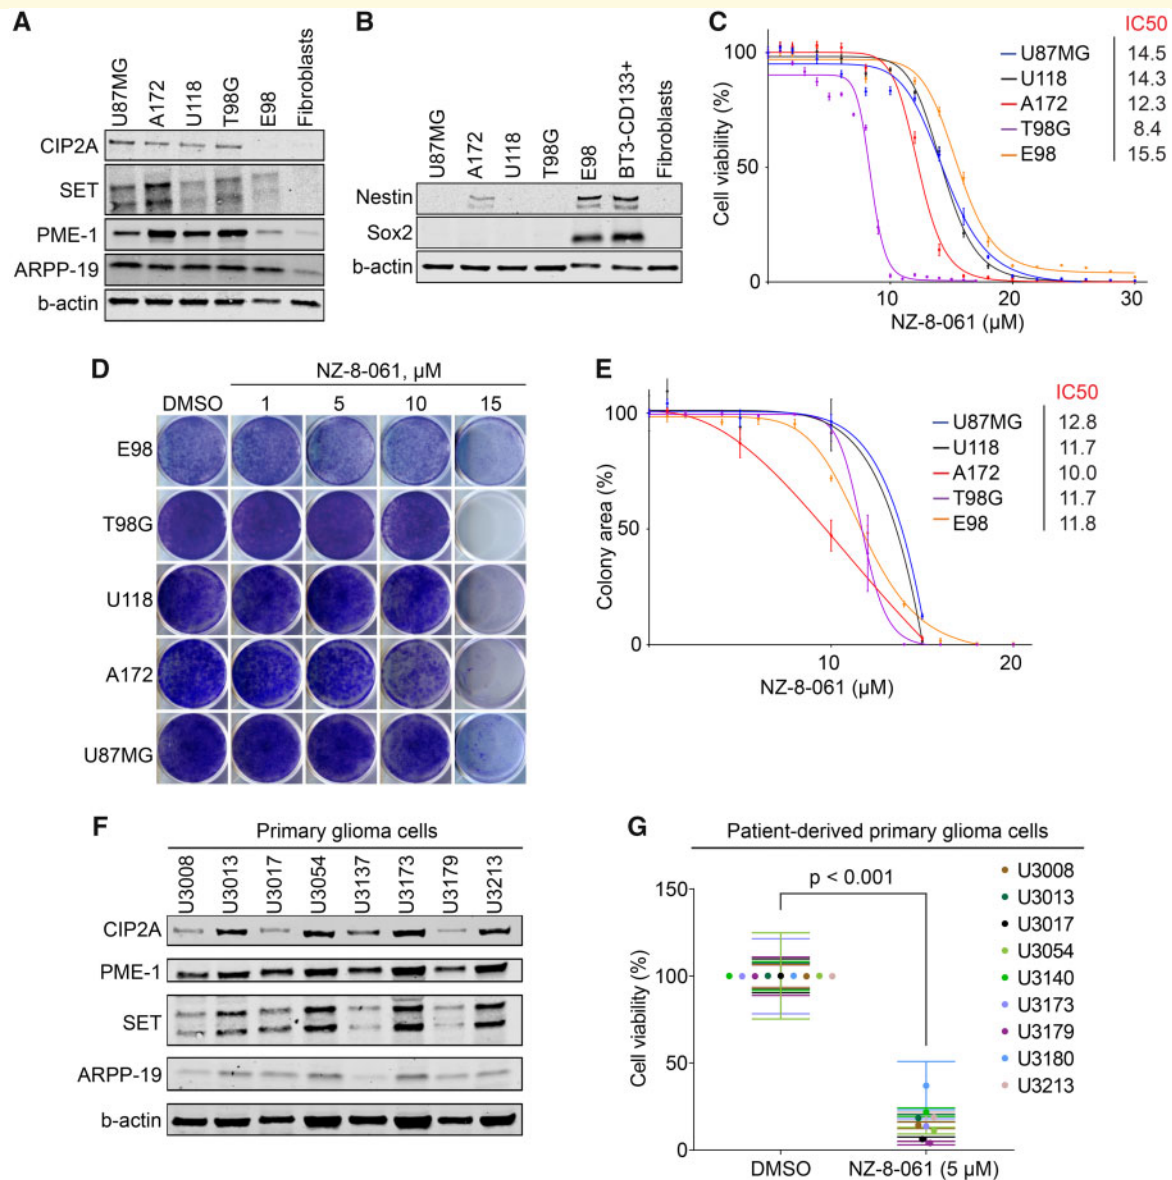 A
U87MG
A172
U118
T98G
E98
Fibroblasts
CIP2A
SET
PME-1
ARPP-19
b-actin
B
U87MG
A172
U118
T98G
E98
BT3-CD133+
Fibroblasts
Nestin
Sox2
b-actin
C
IC50
U87MG 14.5
U118 14.3
A172 12.3
T98G 8.4
E98 15.5
100
50
0
Cell viability (%)
10 20 30
NZ-8-061 (µM)
D
NZ-8-061, µM
DMSO 1 5 10 15
E98
T98G
U118
A172
U87MG
E
IC50
U87MG 12.8
U118 11.7
A172 10.0
T98G 11.7
E98 11.8
100
50
0
Colony area (%)
10 20
NZ-8-061 (µM)
F
Primary glioma cells
U3008
U3013
U3017
U3054
U3137
U3173
U3179
U3213
CIP2A
PME-1
SET
ARPP-19
b-actin
G
Patient-derived primary glioma cells
p < 0.001
150
100
50
0
Cell viability (%)
DMSO NZ-8-061 (5 µM)
U3008
U3013
U3017
U3054
U3140
U3173
U3179
U3180
U3213